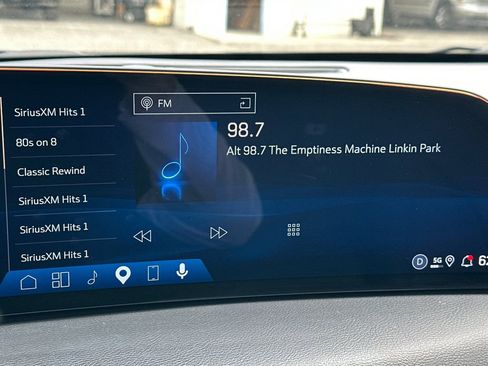 SiriusXM Hits 1
80s on 8
Classic Rewind
SiriusXM Hits 1
SiriusXM Hits 1
SiriusXM Hits 1
FM
98.7
Alt 98.7 The Emptiness Machine Linkin Park
D 5G